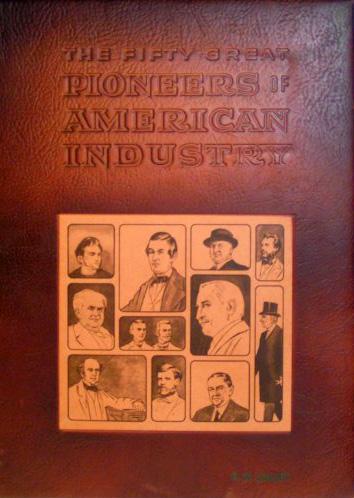 THE FIFTY GREAT
PIONEERS OF
AMERICAN
INDUSTRY